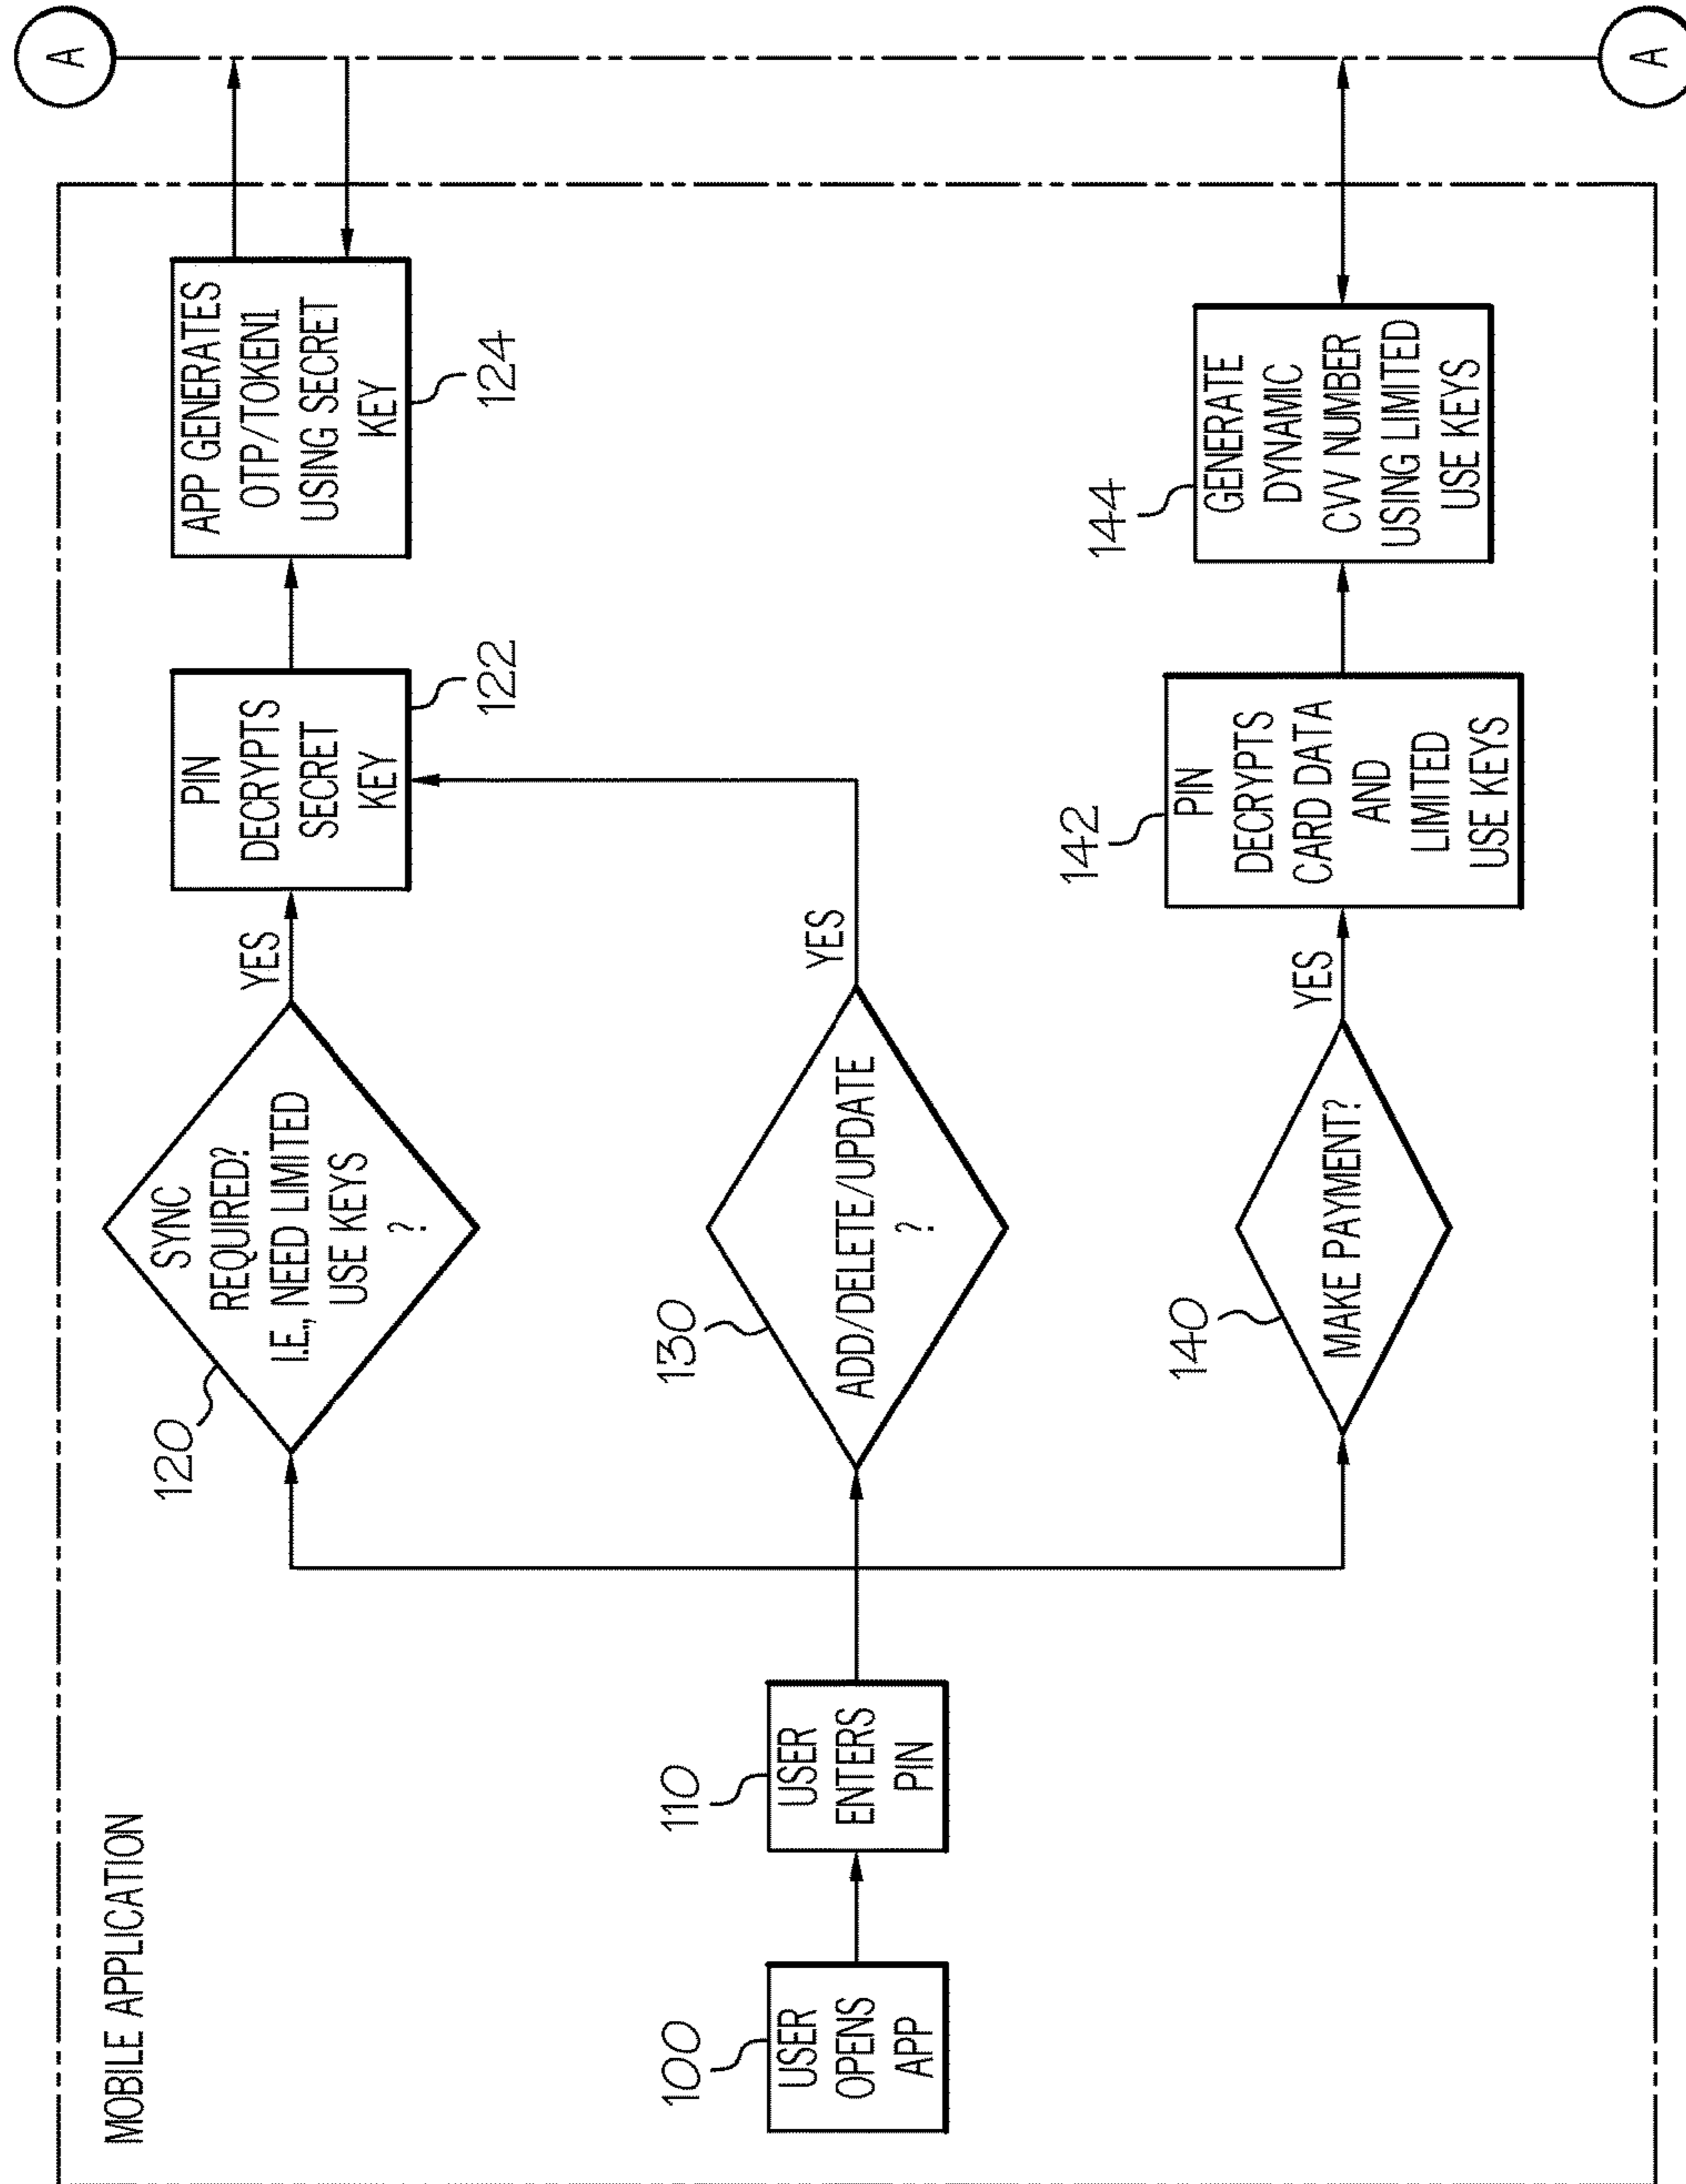 MOBILE APPLICATION
100
USER
OPENS
APP
110
USER
ENTERS
PIN
120
SYNC
REQUIRED?
I.E., NEED LIMITED
USE KEYS
?
YES
PIN
DECRYPTS
SECRET
KEY
122
APP GENERATES
OTP/TOKEN1
USING SECRET
KEY
124
130
ADD/DELETE/UPDATE
?
YES
140
MAKE PAYMENT?
YES
142
PIN
DECRYPTS
CARD DATA
AND
LIMITED
USE KEYS
144
GENERATE
DYNAMIC
CVV NUMBER
USING LIMITED
USE KEYS
A
A